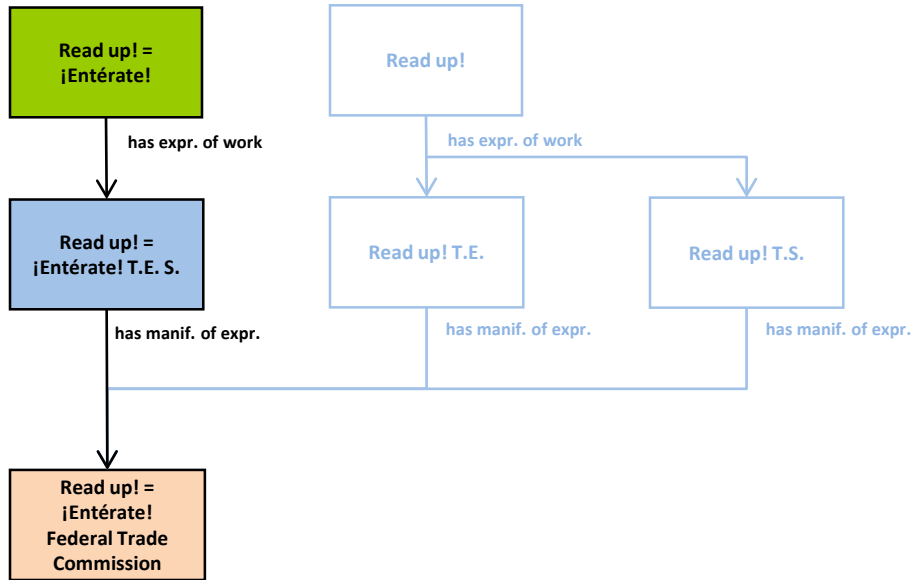 Read up! =
¡Entérate!
Read up!
has expr. of work
has expr. of work
Read up! =
¡Entérate! T.E. S.
Read up! T.E.
Read up! T.S.
has manif. of expr.
has manif. of expr.
has manif. of expr.
Read up! =
¡Entérate!
Federal Trade
Commission